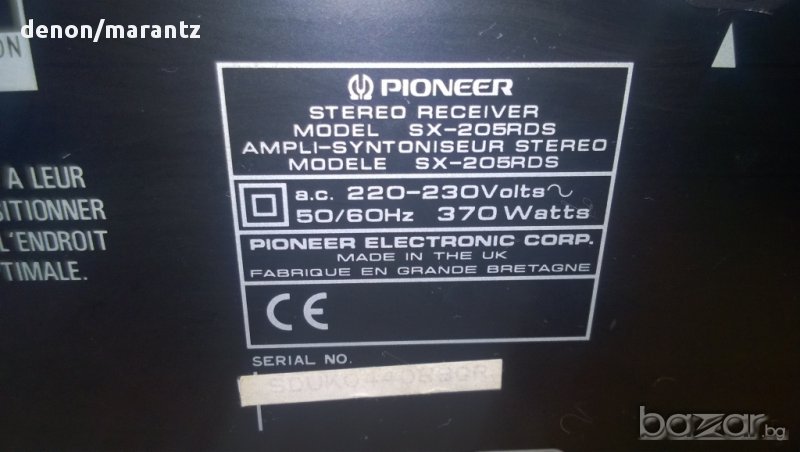 denon/marantz
ON
PIONEER
STEREO RECEIVER
MODEL SX-205RDS
AMPLI-SYNTONISEUR STEREO
MODELE SX-205RDS
a.c. 220-230Volts~
50/60Hz 370 Watts
PIONEER ELECTRONIC CORP.
MADE IN THE UK
FABRIQUE EN GRANDE BRETAGNE
CE
SERIAL NO.
A LEUR
SITIONNER
L'ENDROIT
TIMALE.
bazar.bg